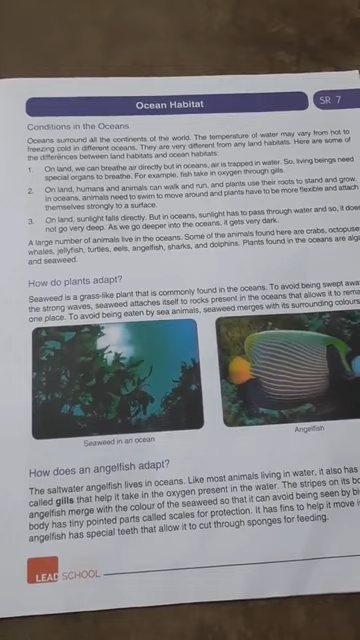 Ocean Habitat
SR 7
Conditions in the Oceans
Oceans surround all the continents of the world. The temperature of water may vary from hot to
freezing cold in different oceans. They are very different from any land habitats. Here are some of
the differences between land habitats and ocean habitats:
1. On land, we can breathe air directly but in oceans, air is trapped in water. So, living beings need
special organs to breathe. For example, fish take in oxygen through gills.
2. On land, humans and animals can walk and run, and plants use their roots to stand and grow.
In oceans, animals need to swim to move around and plants have to be more flexible and attach
themselves strongly to a surface.
3. On land, sunlight falls directly. But in oceans, sunlight has to pass through water and so, it doe
not go very deep. As we go deeper into the oceans, it gets very dark.
A large number of animals live in the oceans. Some of the animals found here are crabs, octopuse
whales, jellyfish, turtles, eels, angelfish, sharks, and dolphins. Plants found in the oceans are alg
and seaweed.
How do plants adapt?
Seaweed is a grass-like plant that is commonly found in the oceans. To avoid being swept awa
the strong waves, seaweed attaches itself to rocks present in the oceans that allows it to rema
one place. To avoid being eaten by sea animals, seaweed merges with its surrounding colours
Seaweed in an ocean
Angelfish
How does an angelfish adapt?
The saltwater angelfish lives in oceans. Like most animals living in water, it also has
called gills that help it take in the oxygen present in the water. The stripes on its bo
angelfish merge with the colour of the seaweed so that it can avoid being seen by bi
body has tiny pointed parts called scales for protection. It has fins to help it move i
angelfish has special teeth that allow it to cut through sponges for feeding.
LEAD SCHOOL